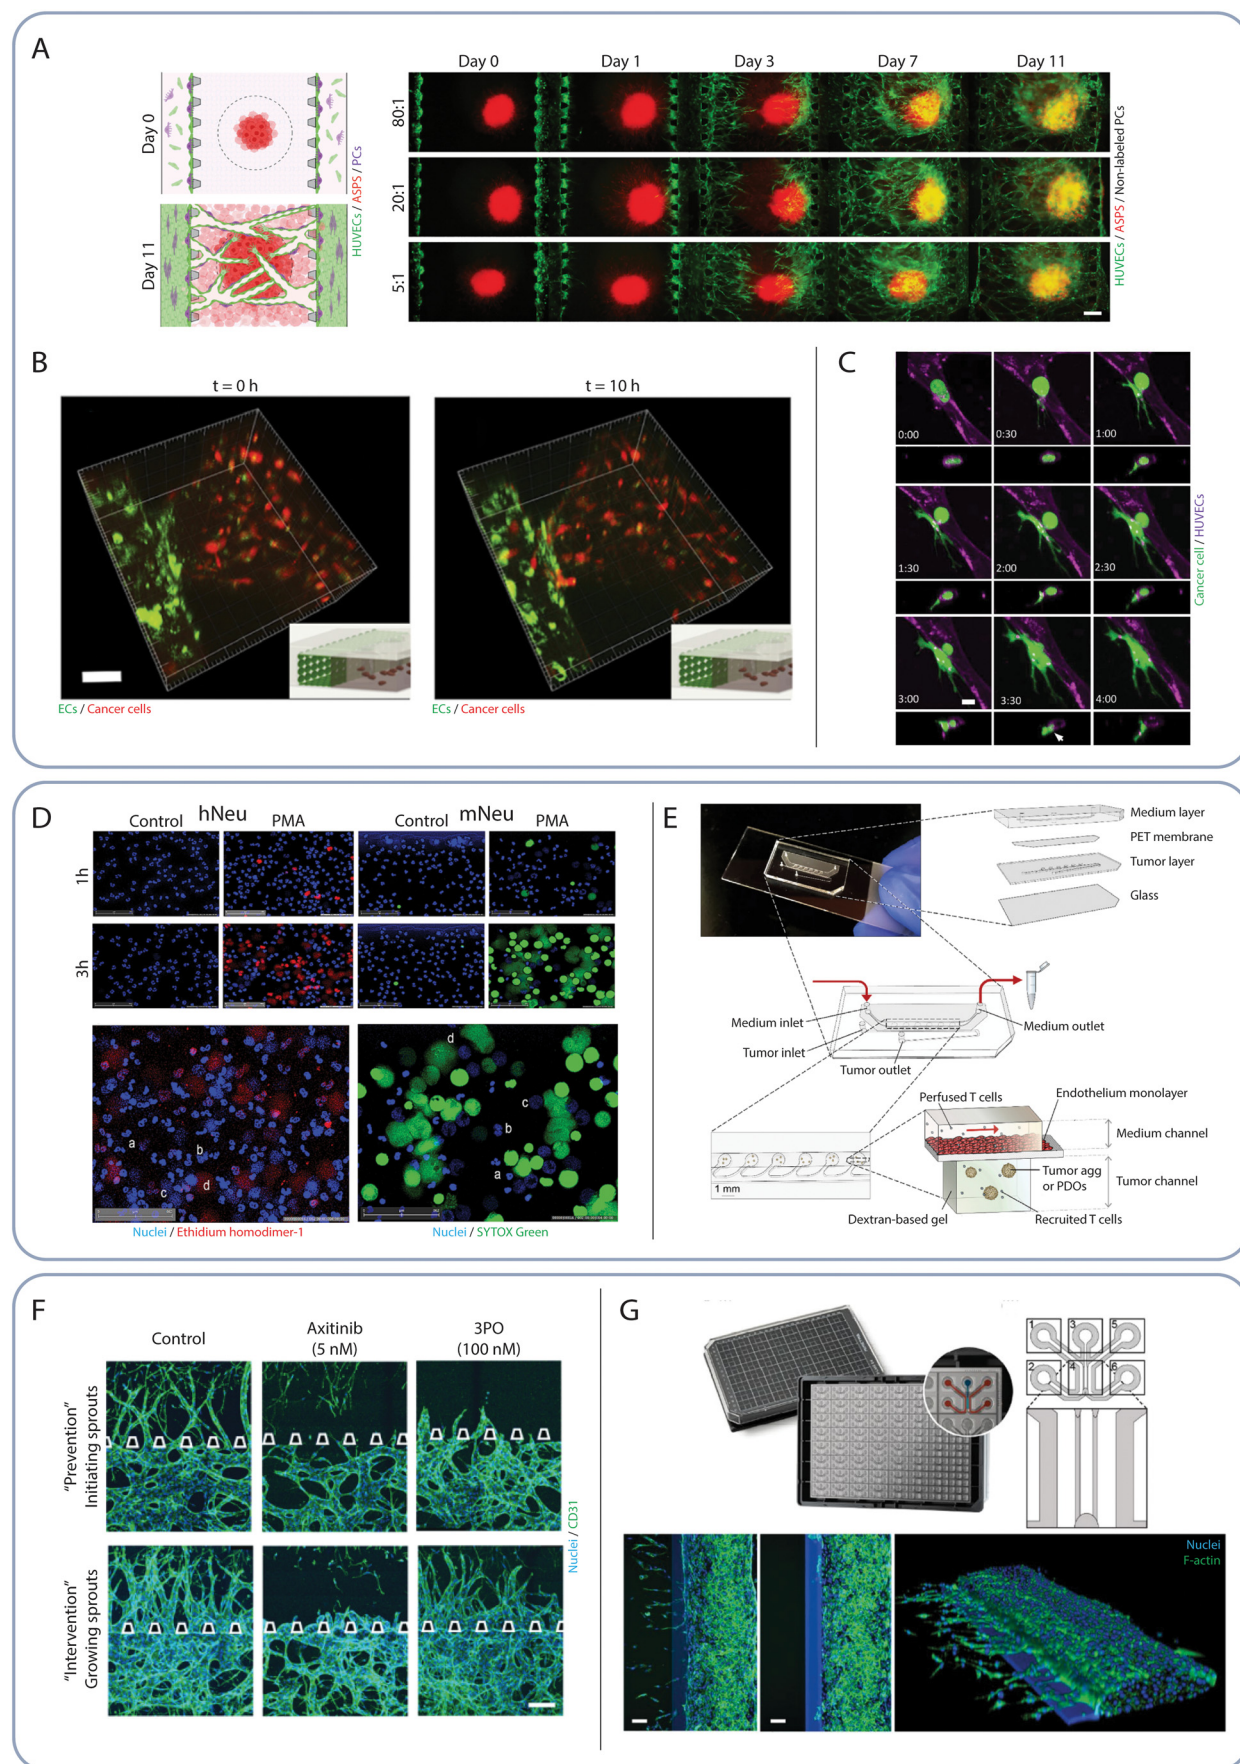 A
Day 0
Day 11
HUVECs / ASPS / PCs
Day 0 Day 1 Day 3 Day 7 Day 11
80:1
20:1
5:1
HUVECs / ASPS / Non-labeled PCs
B
t = 0 h
t = 10 h
ECs / Cancer cells
ECs / Cancer cells
C
0:00 0:30 1:00
1:30 2:00 2:30
3:00 3:30 4:00
Cancer cell / HUVECs
D
hNeu mNeu
Control PMA Control PMA
1h
3h
a
b
c
d
Nuclei / Ethidium homodimer-1
d
c
b
a
Nuclei / SYTOX Green
E
Medium layer
PET membrane
Tumor layer
Glass
Medium inlet
Medium outlet
Tumor inlet
Tumor outlet
1 mm
Perfused T cells
Endothelium monolayer
Medium channel
Tumor agg
or PDOs
Tumor channel
Dextran-based gel
Recruited T cells
F
Control
Axitinib
(5 nM)
3PO
(100 nM)
"Prevention"
Initiating sprouts
"Intervention"
Growing sprouts
Nuclei / CD31
G
1 3 5
2 4 6
Nuclei
F-actin